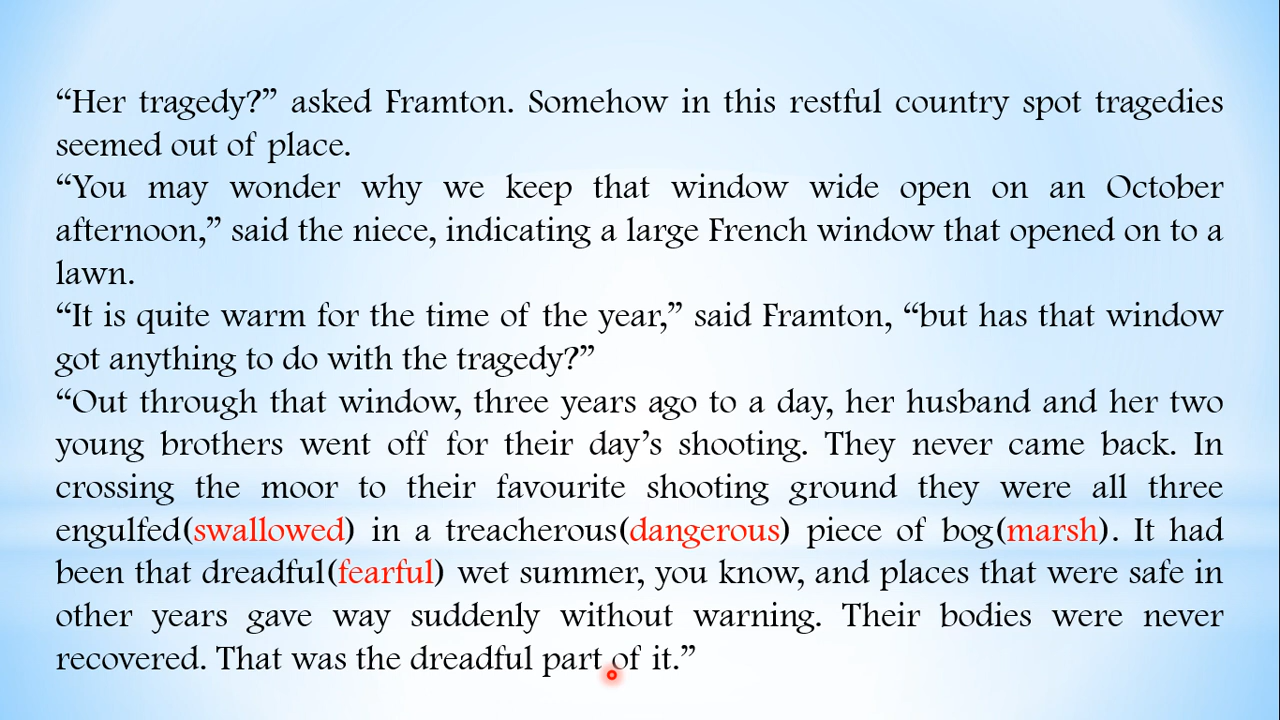 “Her tragedy?” asked Framton. Somehow in this restful country spot tragedies
seemed out of place.
“You may wonder why we keep that window wide open on an October
afternoon,” said the niece, indicating a large French window that opened on to a
lawn.
“It is quite warm for the time of the year,” said Framton, “but has that window
got anything to do with the tragedy?”
“Out through that window, three years ago to a day, her husband and her two
young brothers went off for their day’s shooting. They never came back. In
crossing the moor to their favourite shooting ground they were all three
engulfed(swallowed) in a treacherous(dangerous) piece of bog(marsh). It had
been that dreadful(fearful) wet summer, you know, and places that were safe in
other years gave way suddenly without warning. Their bodies were never
recovered. That was the dreadful part of it.”